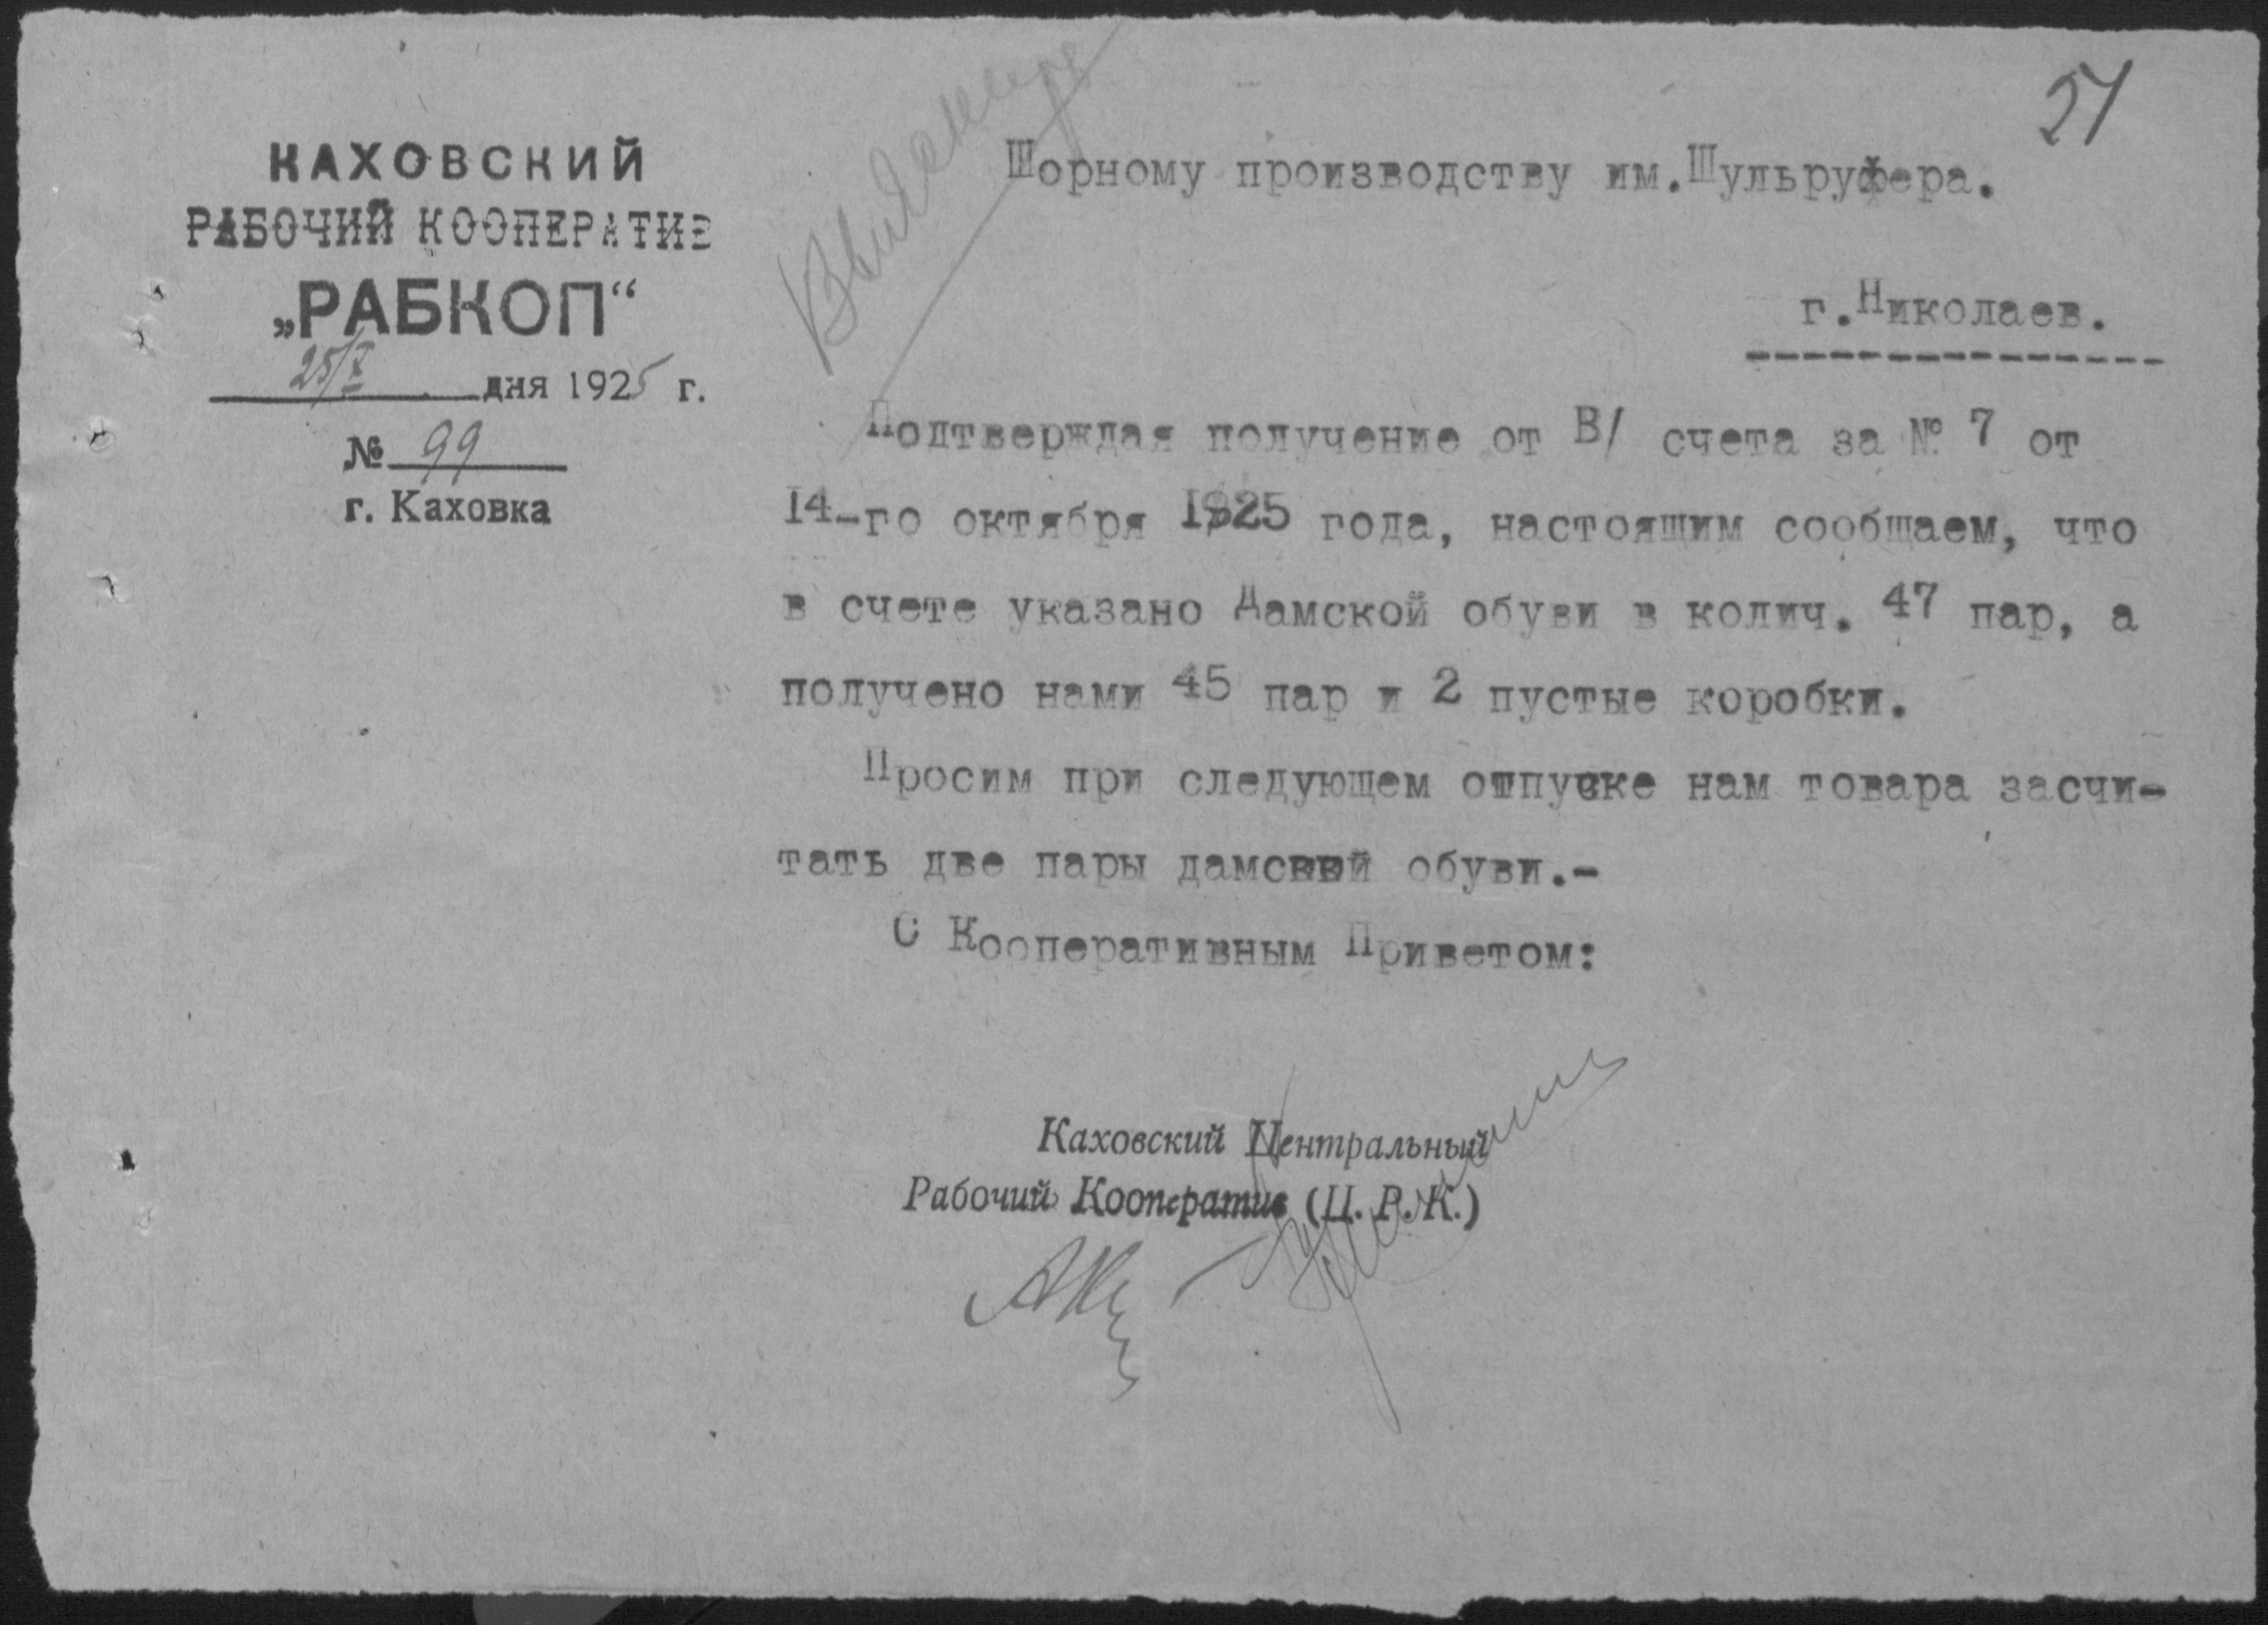 27
КАХОВСКИЙ
РАБОЧИЙ КООПЕРАТИВ
„РАБКОП“
25/X дня 1925 г.
№ 99
г. Каховка
Шорному производству им.Шульруфера.
г.Николаев.
Подтверждая получение от В/ счета за № 7 от
14-го октября 1925 года, настоящим сообщаем, что
в счете указано Дамской обуви в колич. 47 пар, а
получено нами 45 пар и 2 пустые коробки.
Просим при следующем отпуске нам товара засчи-
тать две пары дамской обуви.-
С Кооперативным Приветом:
Каховский Центральный
Рабочий Кооператив (Ц. Р. К.)